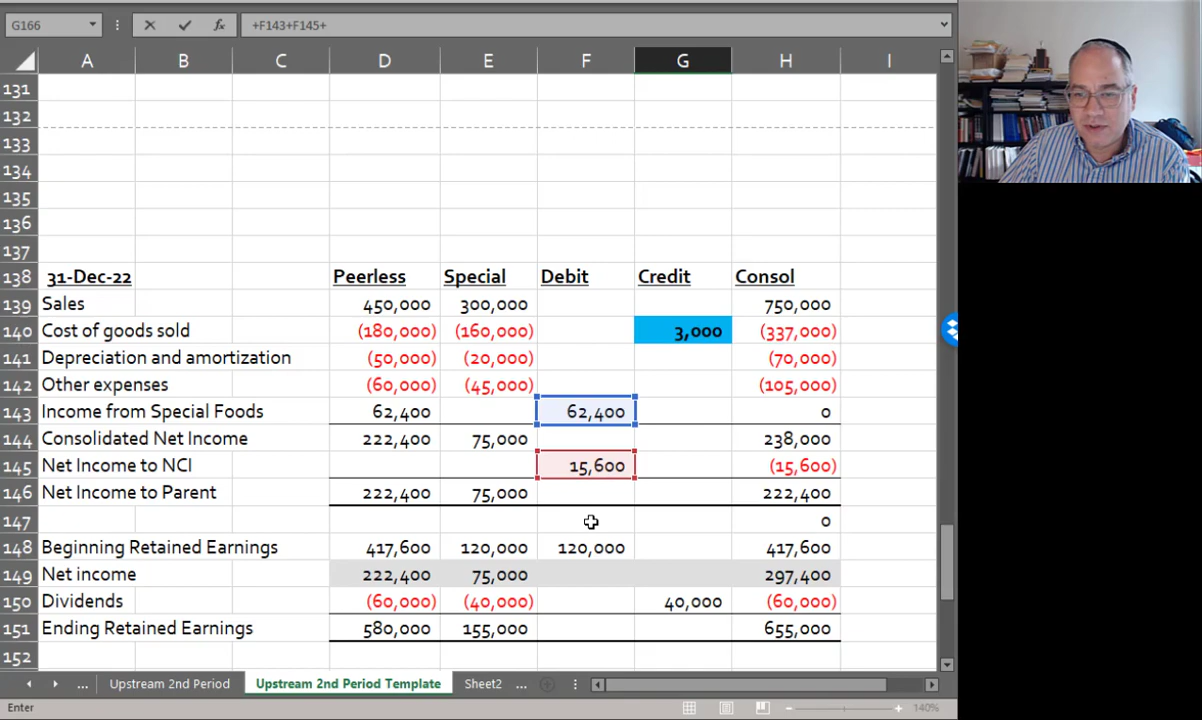 G166 fx +F143+F145+
A B C D E F G H I
131
132
133
134
135
136
137
138 31-Dec-22 Peerless Special Debit Credit Consol
139 Sales 450,000 300,000 750,000
140 Cost of goods sold (180,000) (160,000) 3,000 (337,000)
141 Depreciation and amortization (50,000) (20,000) (70,000)
142 Other expenses (60,000) (45,000) (105,000)
143 Income from Special Foods 62,400 62,400 0
144 Consolidated Net Income 222,400 75,000 238,000
145 Net Income to NCI 15,600 (15,600)
146 Net Income to Parent 222,400 75,000 222,400
147 0
148 Beginning Retained Earnings 417,600 120,000 120,000 417,600
149 Net income 222,400 75,000 297,400
150 Dividends (60,000) (40,000) 40,000 (60,000)
151 Ending Retained Earnings 580,000 155,000 655,000
152
... Upstream 2nd Period Upstream 2nd Period Template Sheet2 ...
Enter 140%